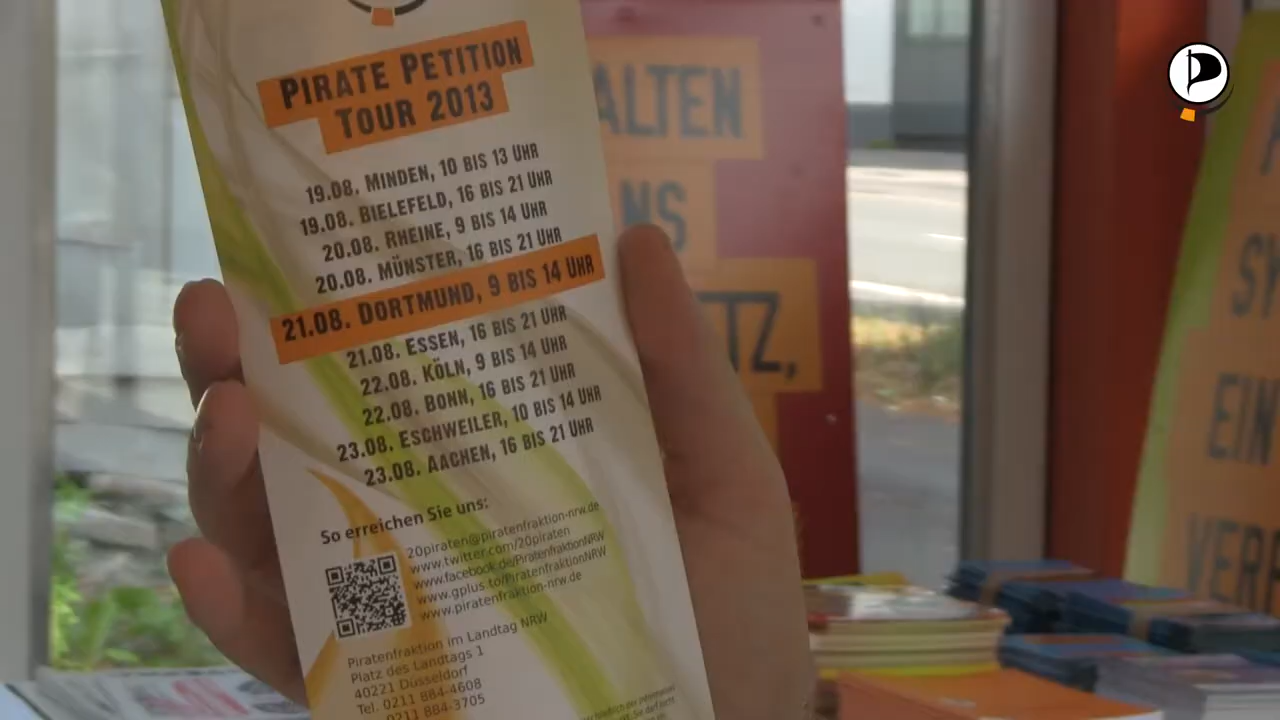 PIRATE PETITION
TOUR 2013
19.08. MINDEN, 10 BIS 13 UHR
19.08. BIELEFELD, 16 BIS 21 UHR
20.08. RHEINE, 9 BIS 14 UHR
20.08. MÜNSTER, 16 BIS 21 UHR
21.08. DORTMUND, 9 BIS 14 UHR
21.08. ESSEN, 16 BIS 21 UHR
22.08. KÖLN, 9 BIS 14 UHR
22.08. BONN, 16 BIS 21 UHR
23.08. ESCHWEILER, 10 BIS 14 UHR
23.08. AACHEN, 16 BIS 21 UHR
So erreichen Sie uns:
20piraten@piratenfraktion-nrw.de
www.twitter.com/20piraten
www.facebook.de/PiratenfraktionNRW
www.gplus.to/PiratenfraktionNRW
www.piratenfraktion-nrw.de
Piratenfraktion im Landtag NRW
Platz des Landtags 1
40221 Düsseldorf
Tel. 0211 884-4608
0211 884-3705
ALTEN
NS
TZ,
SY
EIN
VERF